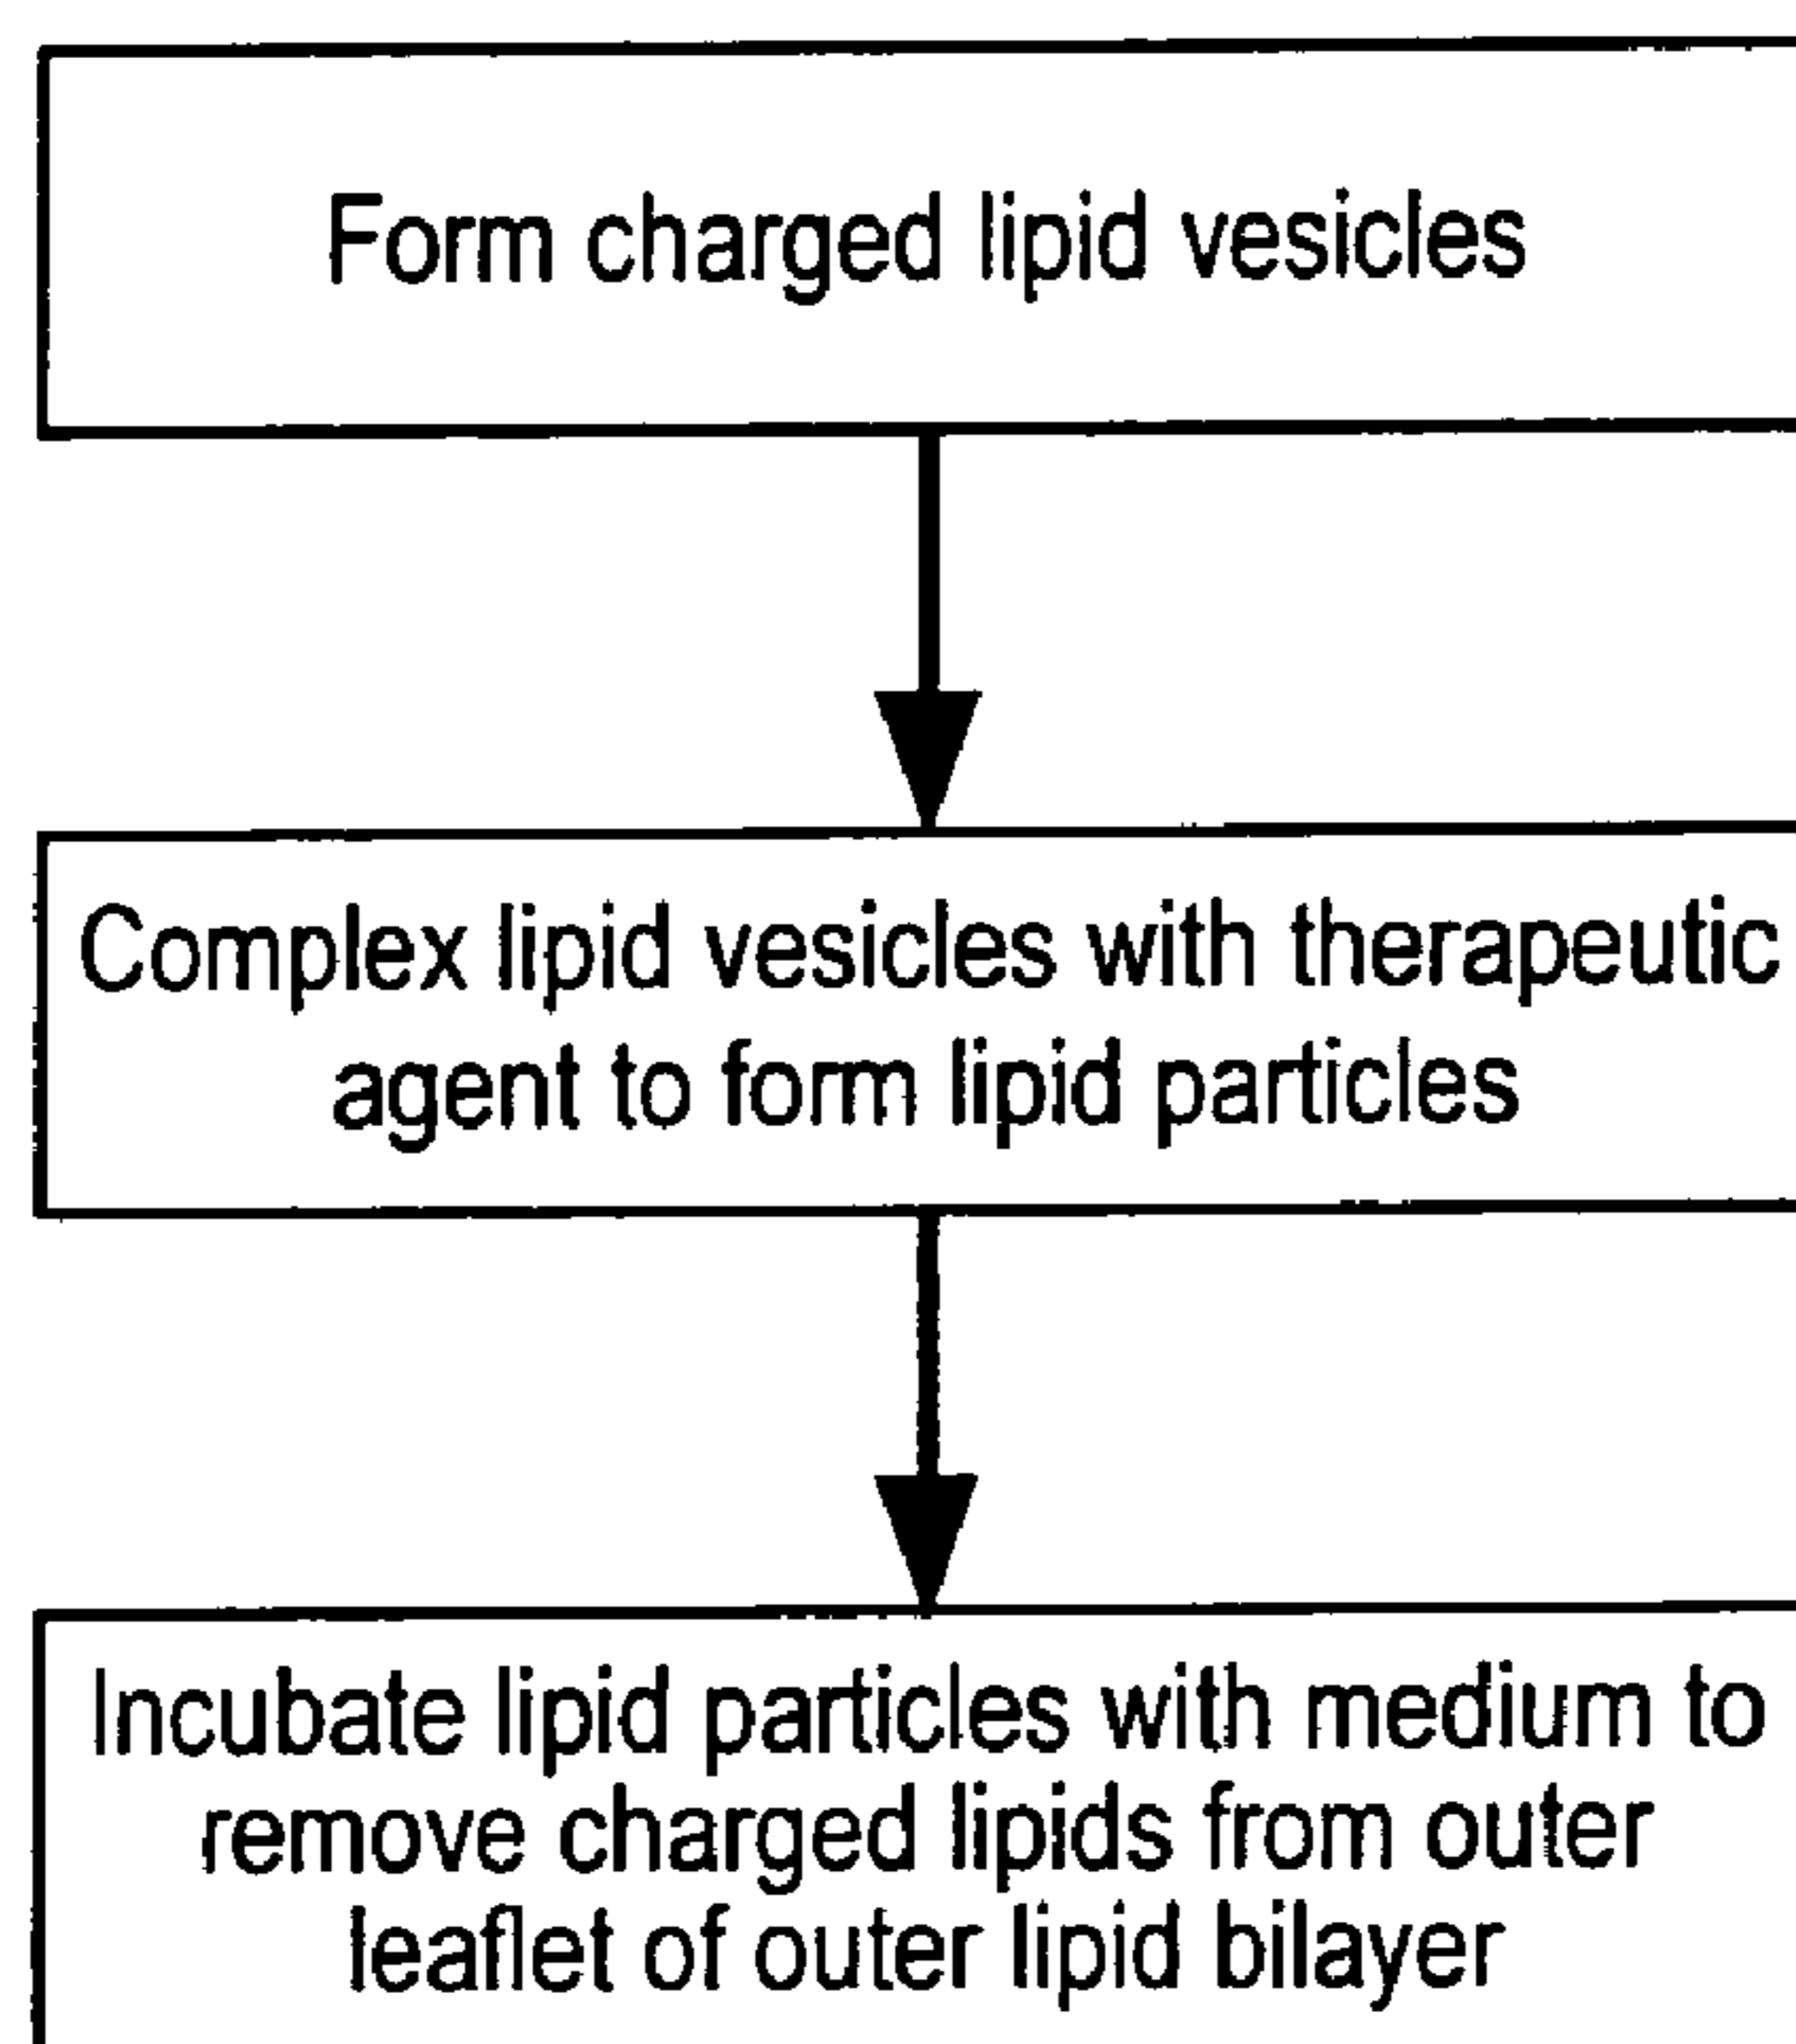 Form charged lipid vesicles
Complex lipid vesicles with therapeutic
agent to form lipid particles
Incubate lipid particles with medium to
remove charged lipids from outer
leaflet of outer lipid bilayer